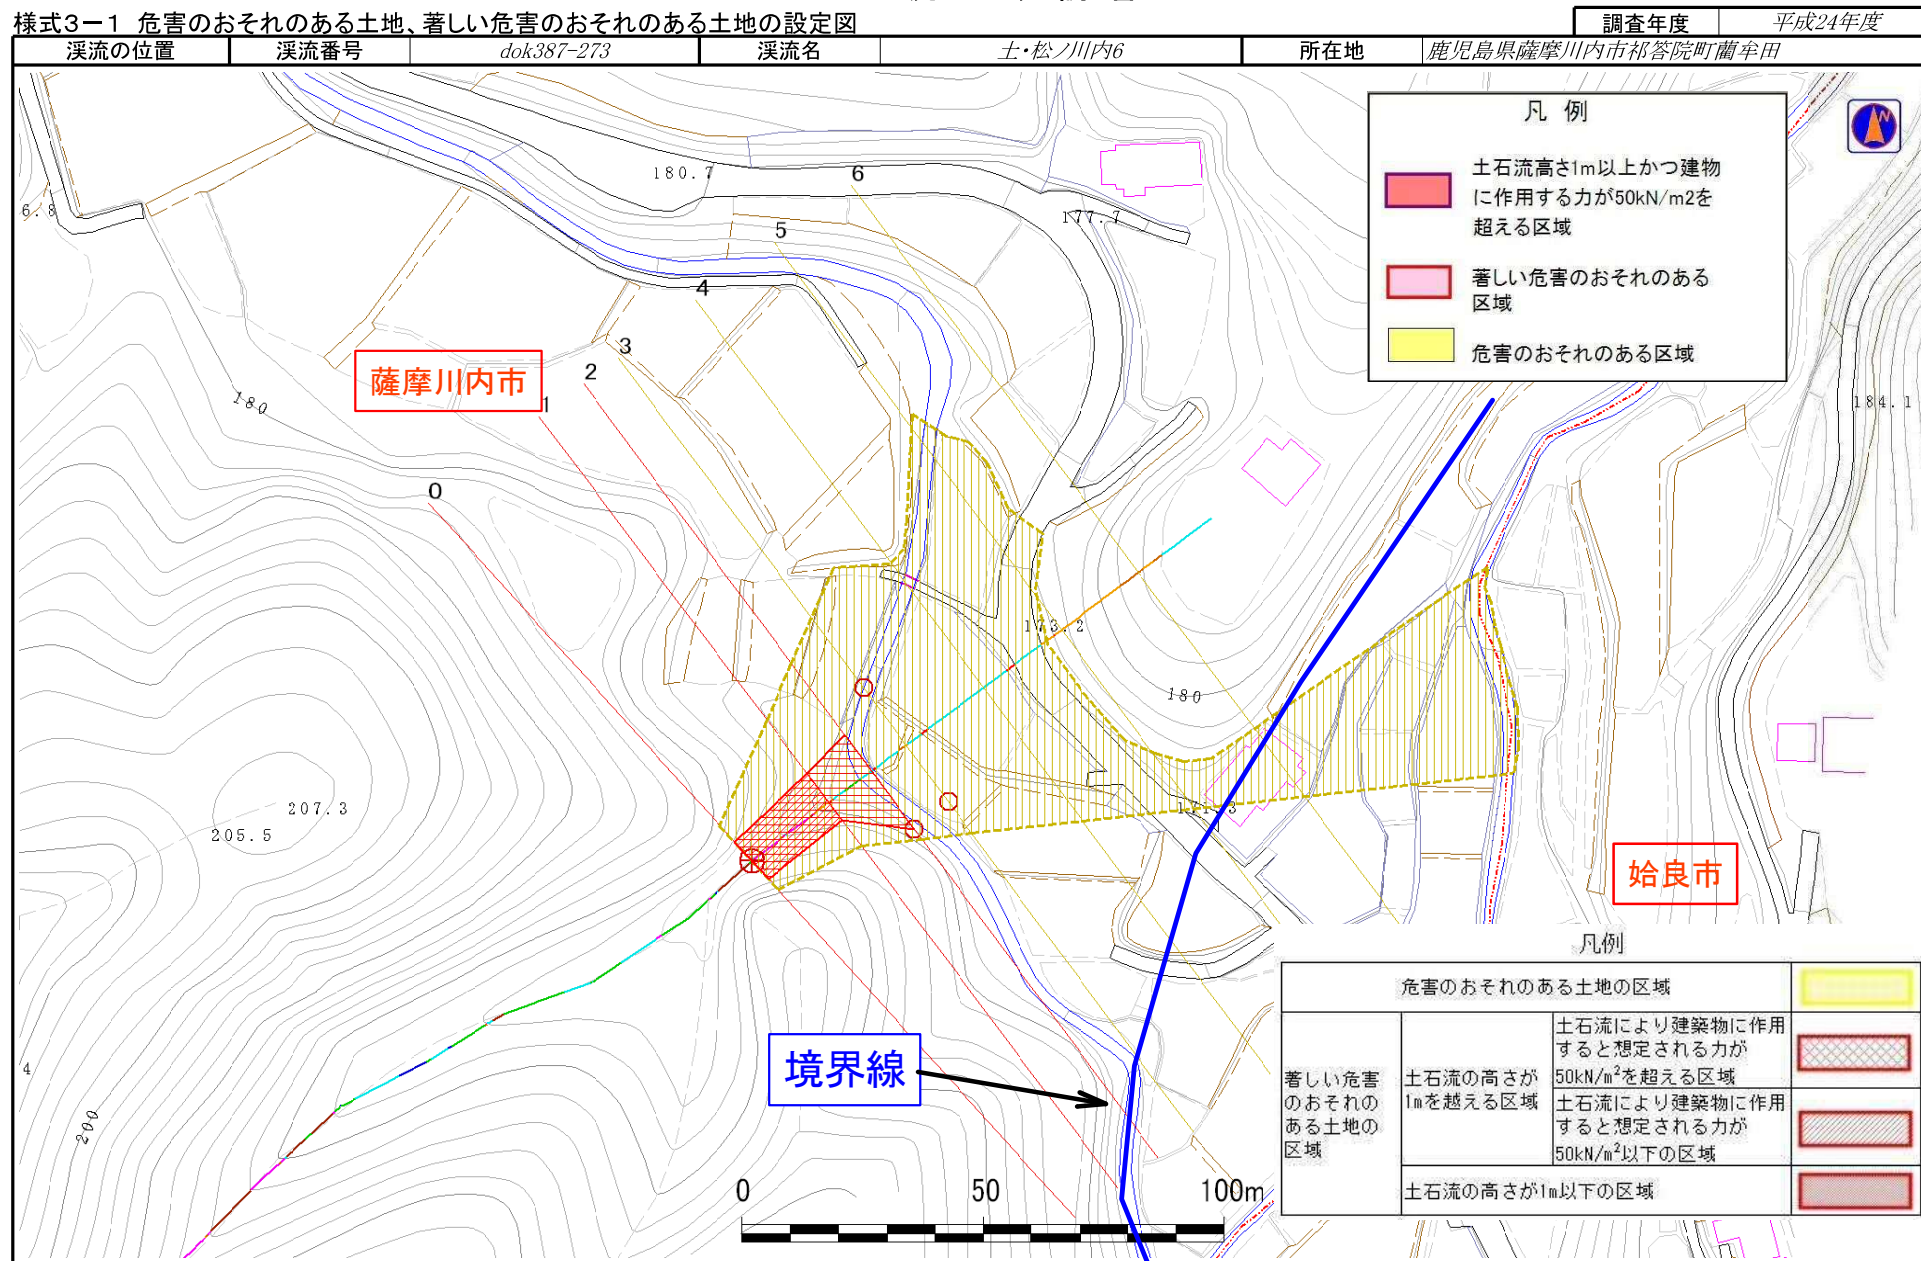 様式3-1 危害のおそれのある土地、著しい危害のおそれのある土地の設定図
調査年度 平成24年度
渓流の位置 渓流番号 dok387-273 渓流名 土・松ノ川内6 所在地 鹿児島県薩摩川内市祁答院町藺牟田
凡 例
土石流高さ1m以上かつ建物
に作用する力が50kN/m2を
超える区域
著しい危害のおそれのある
区域
危害のおそれのある区域
N
180.7
6
177.7
5
4
3
2
1
0
薩摩川内市
180
184.1
173.2
180
207.3
205.5
姶良市
境界線
200
4
0 50 100m
凡例
危害のおそれのある土地の区域
著しい危害
のおそれの
ある土地の
区域
土石流の高さが
1mを越える区域
土石流により建築物に作用
すると想定される力が
50kN/m²を超える区域
土石流により建築物に作用
すると想定される力が
50kN/m²以下の区域
土石流の高さが1m以下の区域